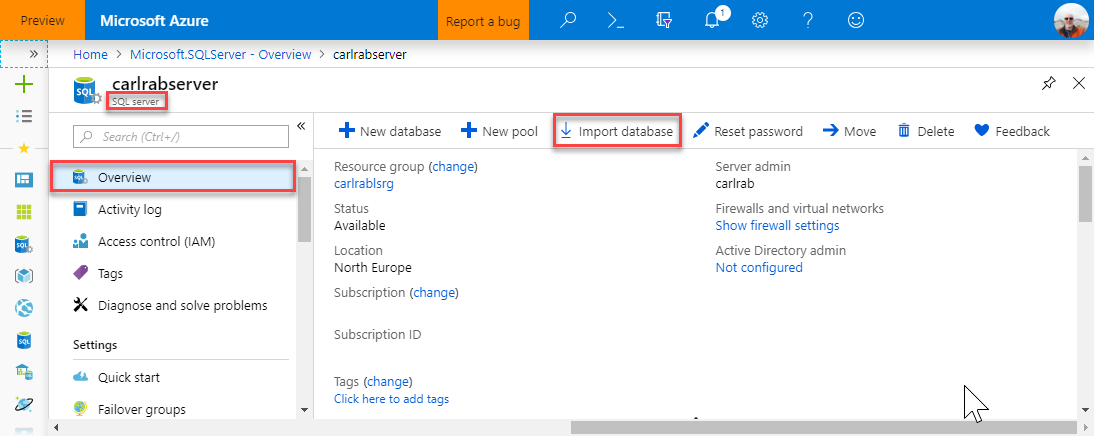 Preview
Microsoft Azure
Report a bug
1
Home > Microsoft.SQLServer - Overview > carlrabserver
carlrabserver
SQL
SQL server
Search (Ctrl+/)
Overview
Activity log
Access control (IAM)
Tags
Diagnose and solve problems
Settings
Quick start
Failover groups
New database
New pool
Import database
Reset password
Move
Delete
Feedback
Resource group (change)
carlrablsrg
Status
Available
Location
North Europe
Subscription (change)
Subscription ID
Tags (change)
Click here to add tags
Server admin
carlrab
Firewalls and virtual networks
Show firewall settings
Active Directory admin
Not configured